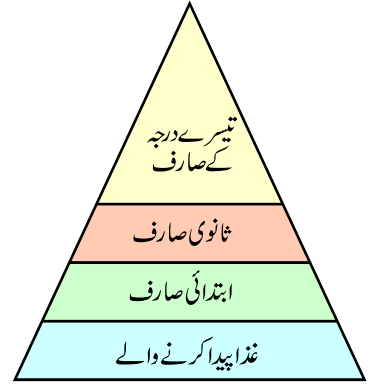 تیسرے درجہ
کے صارف
ثانوی صارف
ابتدائی صارف
غذا پیدا کرنے والے